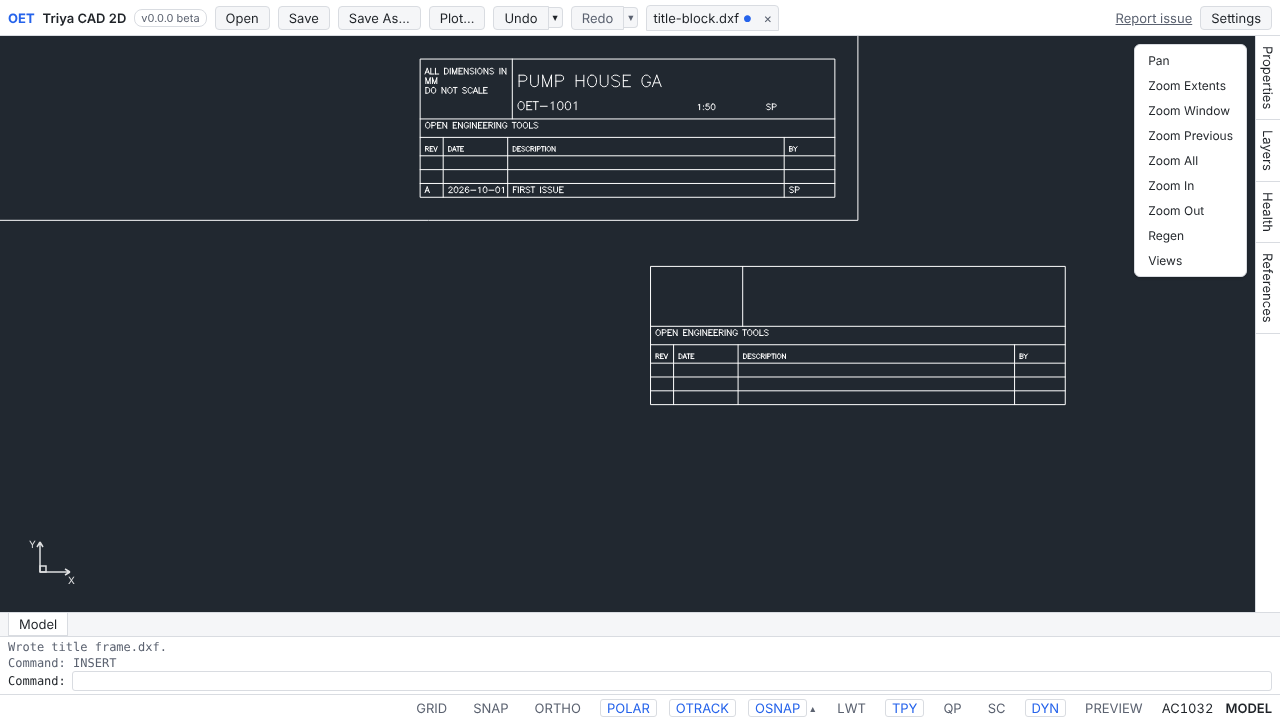 OET Triya CAD 2D v0.0.0 beta Open Save Save As... Plot... Undo ▾ Redo ▾ title-block.dxf × Report issue Settings
ALL DIMENSIONS IN
MM
DO NOT SCALE
PUMP HOUSE GA
OET-1001 1:50 SP
OPEN ENGINEERING TOOLS
REV DATE DESCRIPTION BY
A 2026-10-01 FIRST ISSUE SP
OPEN ENGINEERING TOOLS
REV DATE DESCRIPTION BY
Pan
Zoom Extents
Zoom Window
Zoom Previous
Zoom All
Zoom In
Zoom Out
Regen
Views
Properties
Layers
Health
References
Y
X
Model
Wrote title frame.dxf.
Command: INSERT
Command:
GRID SNAP ORTHO POLAR OTRACK OSNAP ▴ LWT TPY QP SC DYN PREVIEW AC1032 MODEL